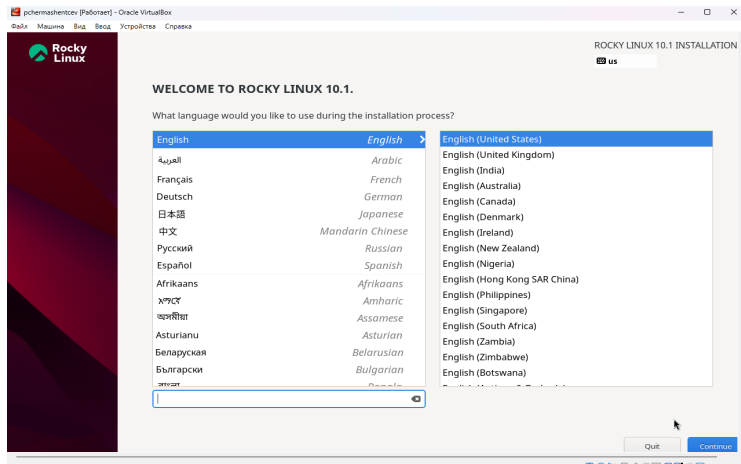 pchermashentcev [Работает] - Oracle VirtualBox
Файл Машина Вид Ввод Устройства Справка
Rocky
Linux
ROCKY LINUX 10.1 INSTALLATION
us
WELCOME TO ROCKY LINUX 10.1.
What language would you like to use during the installation process?
English English
العربية Arabic
Français French
Deutsch German
日本語 Japanese
中文 Mandarin Chinese
Русский Russian
Español Spanish
Afrikaans Afrikaans
አማርኛ Amharic
অসমীয়া Assamese
Asturianu Asturian
Беларуская Belarusian
Български Bulgarian
English (United States)
English (United Kingdom)
English (India)
English (Australia)
English (Canada)
English (Denmark)
English (Ireland)
English (New Zealand)
English (Nigeria)
English (Hong Kong SAR China)
English (Philippines)
English (Singapore)
English (South Africa)
English (Zambia)
English (Zimbabwe)
English (Botswana)
Quit Continue